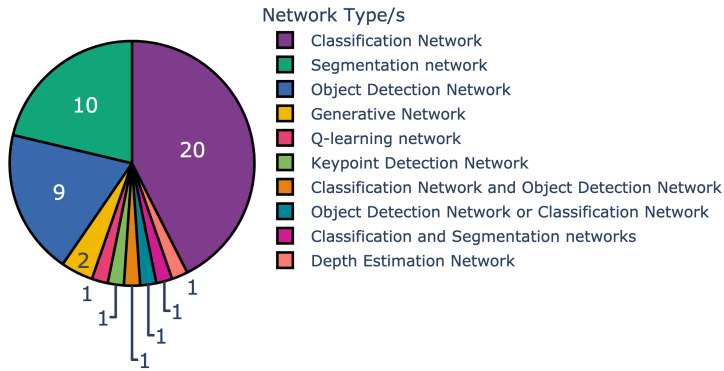 Network Type/s
Classification Network
Segmentation network
Object Detection Network
Generative Network
Q-learning network
Keypoint Detection Network
Classification Network and Object Detection Network
Object Detection Network or Classification Network
Classification and Segmentation networks
Depth Estimation Network
10
20
9
2
1
1
1
1
1
1